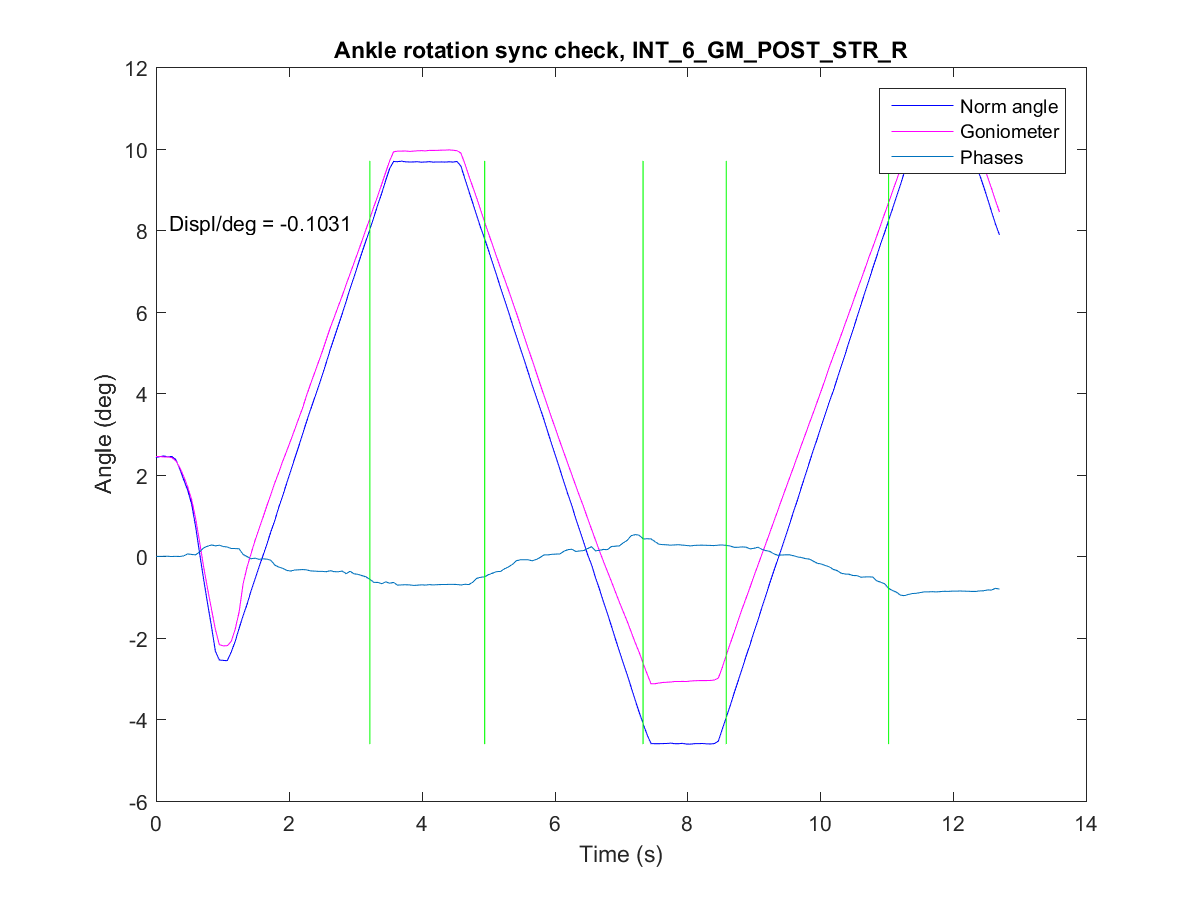 Ankle rotation sync check, INT_6_GM_POST_STR_R
12
10
8
6
4
2
0
-2
-4
-6
Angle (deg)
Displ/deg = -0.1031
Norm angle
Goniometer
Phases
0 2 4 6 8 10 12 14
Time (s)